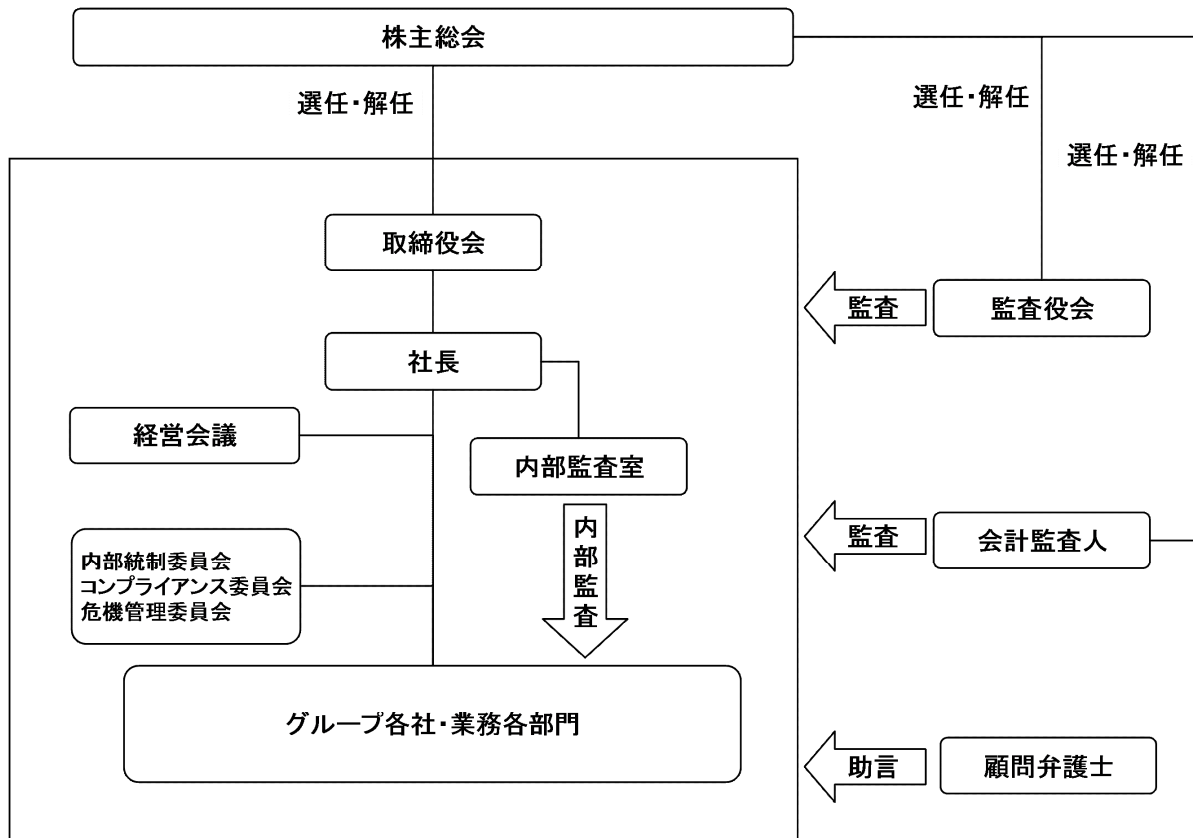 株主総会
選任・解任
選任・解任
選任・解任
取締役会
監査
監査役会
社長
経営会議
内部監査室
内部監査
監査
会計監査人
内部統制委員会
コンプライアンス委員会
危機管理委員会
グループ各社・業務各部門
助言
顧問弁護士